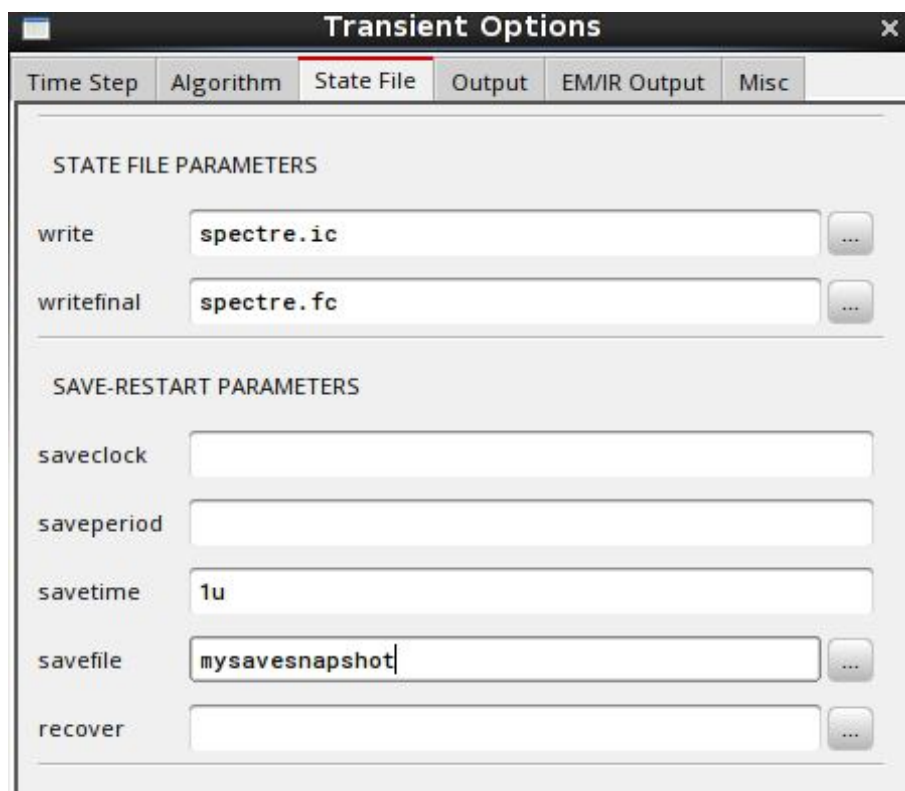 Transient Options
Time Step Algorithm State File Output EM/IR Output Misc
STATE FILE PARAMETERS
write spectre.ic ...
writefinal spectre.fc ...
SAVE-RESTART PARAMETERS
saveclock
saveperiod
savetime 1u
savefile mysavesnapshot ...
recover ...